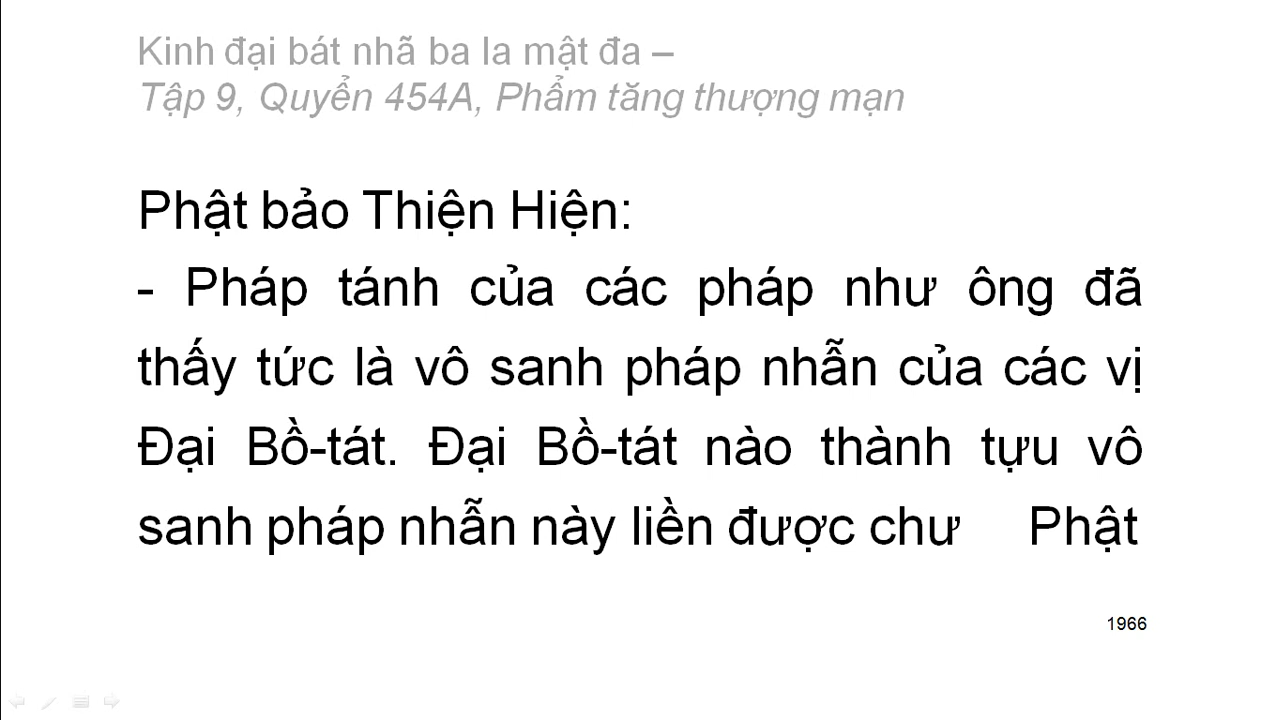 Kinh đại bát nhã ba la mật đa –
Tập 9, Quyển 454A, Phẩm tăng thượng mạn
Phật bảo Thiện Hiện:
- Pháp tánh của các pháp như ông đã
thấy tức là vô sanh pháp nhẫn của các vị
Đại Bồ-tát. Đại Bồ-tát nào thành tựu vô
sanh pháp nhẫn này liền được chư Phật
1966